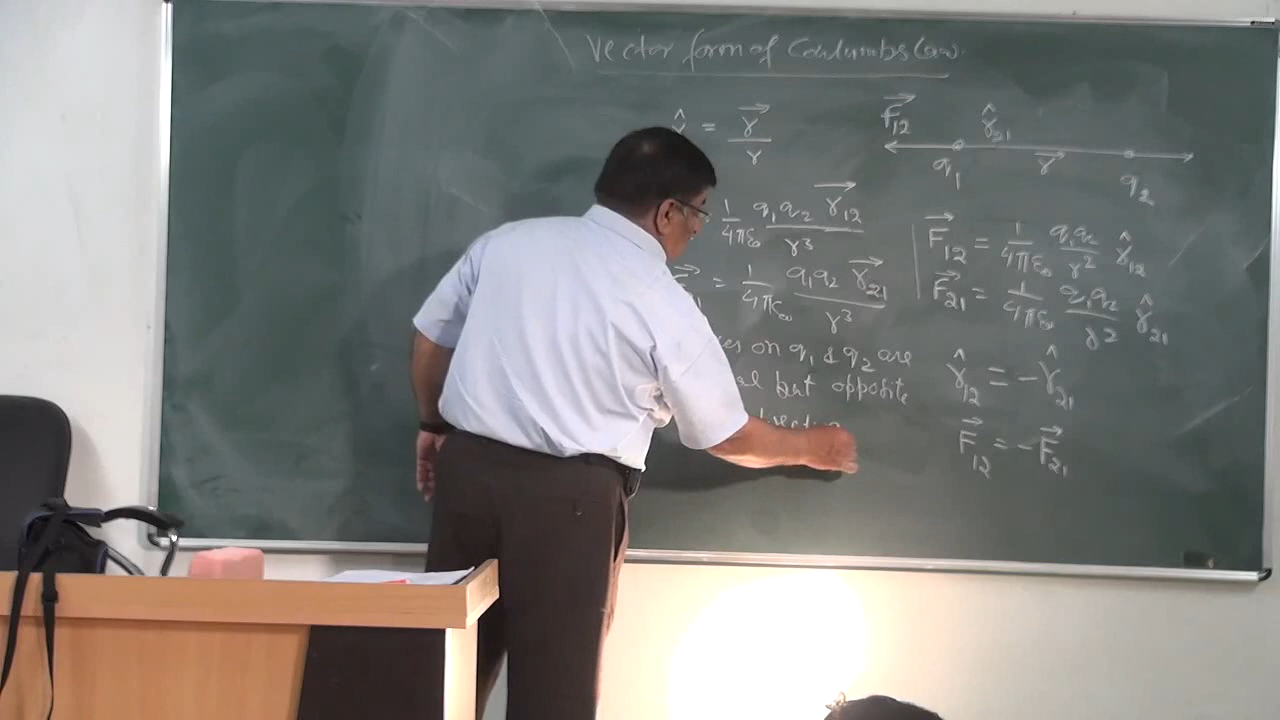 Vector form of Coulumbs law.
r̂ = r⃗/r
1/4πε₀ q₁q₂ r⃗₁₂/r³
= 1/4πε₀ q₁q₂ r⃗₂₁/r³
on q₁ & q₂ are
but opposite
F⃗₁₂ r̂₂₁
q₁ r⃗ q₂
F⃗₁₂ = 1/4πε₀ q₁q₂/r² r̂₁₂
F⃗₂₁ = 1/4πε₀ q₁q₂/r² r̂₂₁
r̂₁₂ = -r̂₂₁
F⃗₁₂ = -F⃗₂₁